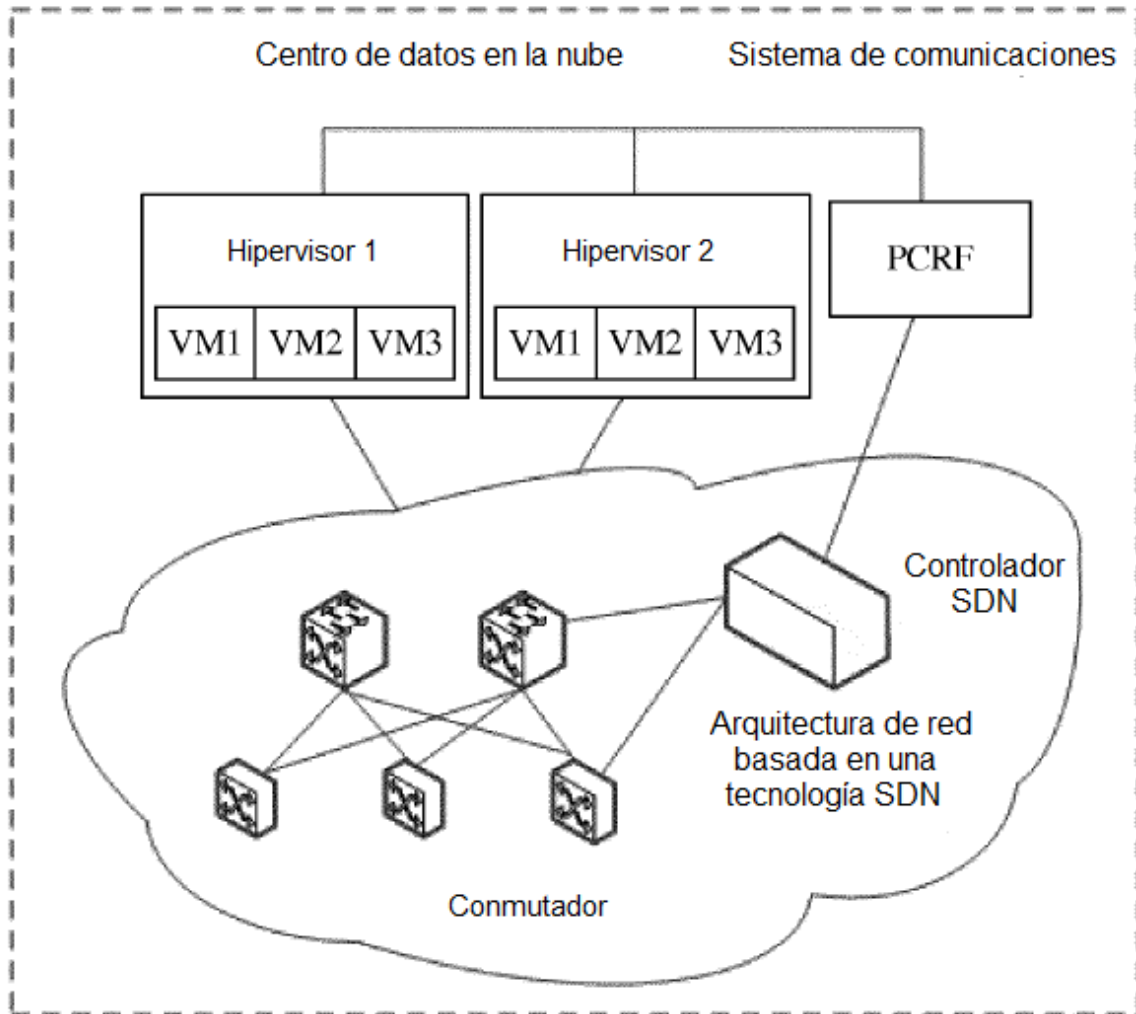 Centro de datos en la nube
Sistema de comunicaciones
Hipervisor 1
VM1 VM2 VM3
Hipervisor 2
VM1 VM2 VM3
PCRF
Controlador
SDN
Arquitectura de red
basada en una
tecnología SDN
Conmutador